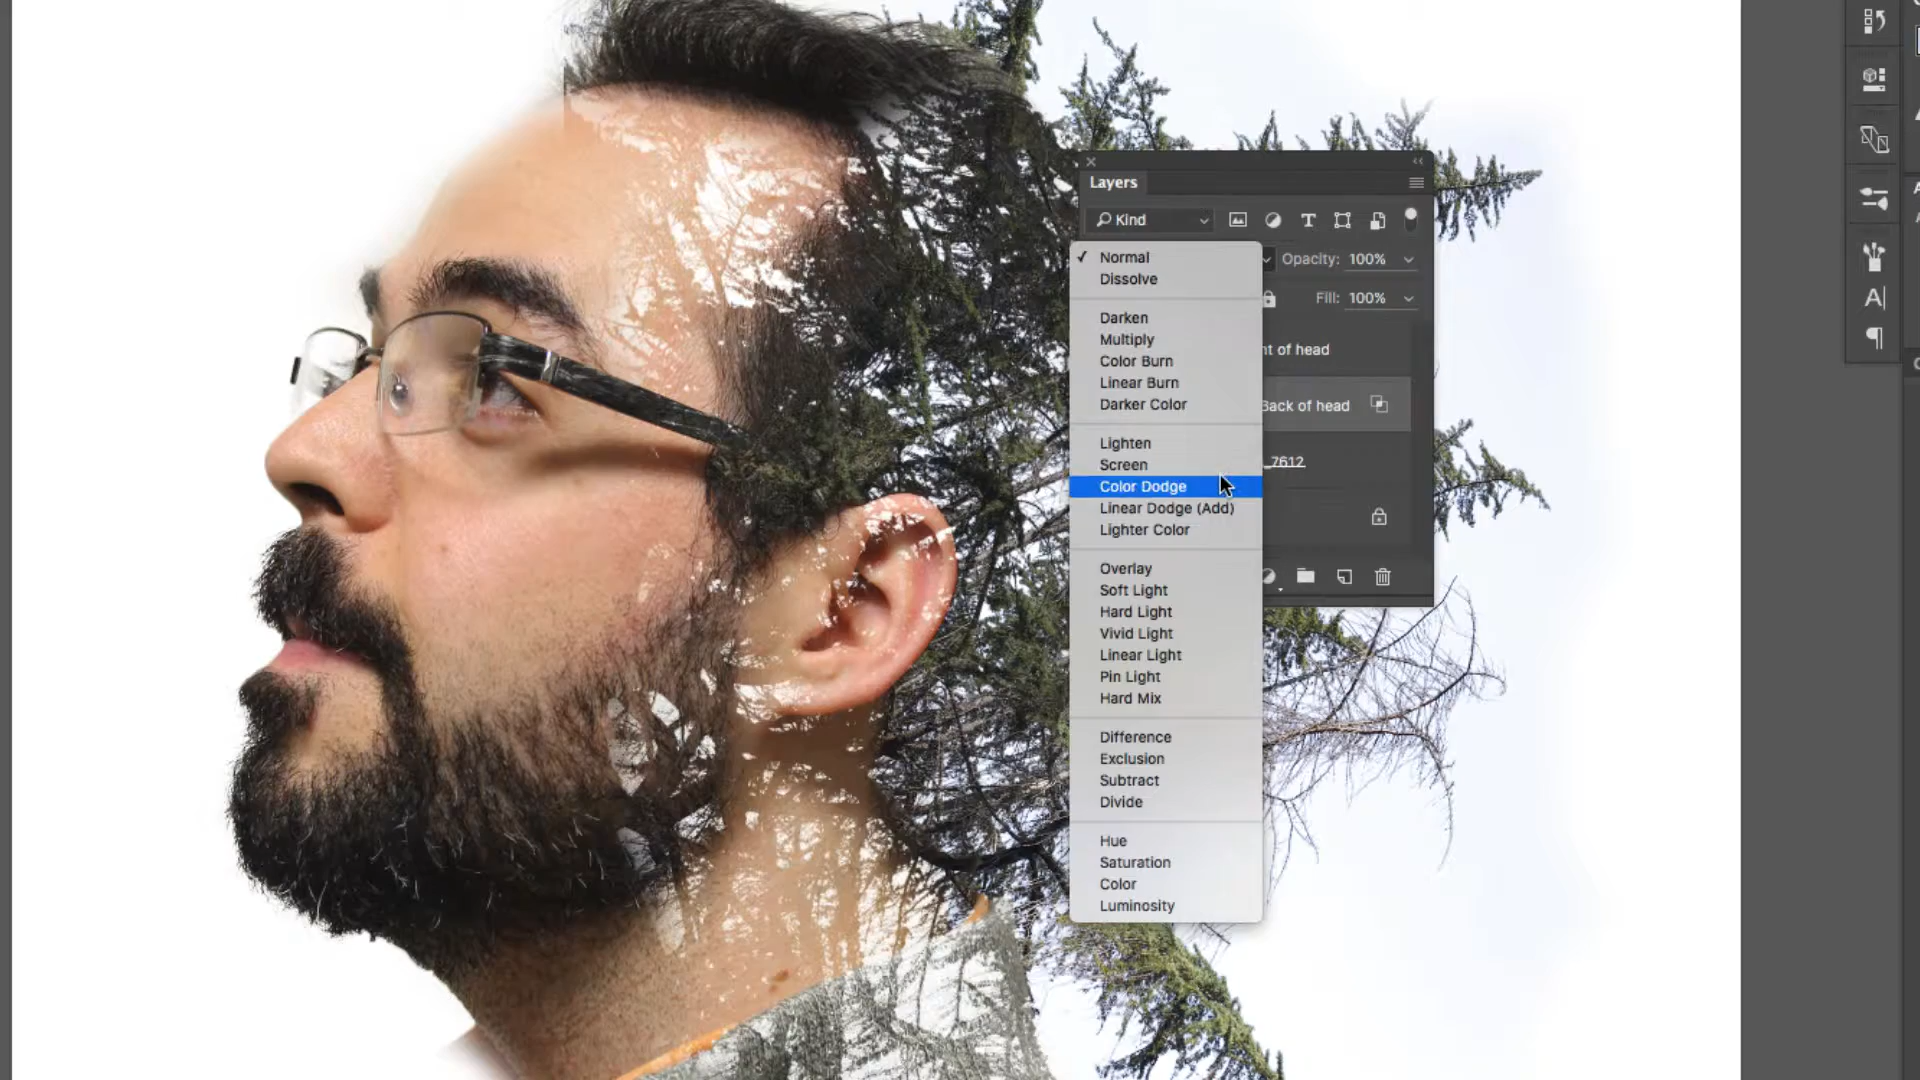 Layers
Kind
Opacity: 100%
Fill: 100%
Normal
Dissolve
Darken
Multiply
Color Burn
Linear Burn
Darker Color
Lighten
Screen
Color Dodge
Linear Dodge (Add)
Lighter Color
Overlay
Soft Light
Hard Light
Vivid Light
Linear Light
Pin Light
Hard Mix
Difference
Exclusion
Subtract
Divide
Hue
Saturation
Color
Luminosity
nt of head
Back of head
_7612